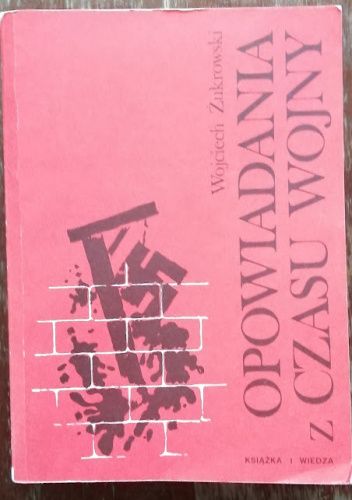 Wojciech Żukrowski
OPOWIADANIA
z CZASU WOJNY
KSIĄŻKA I WIEDZA